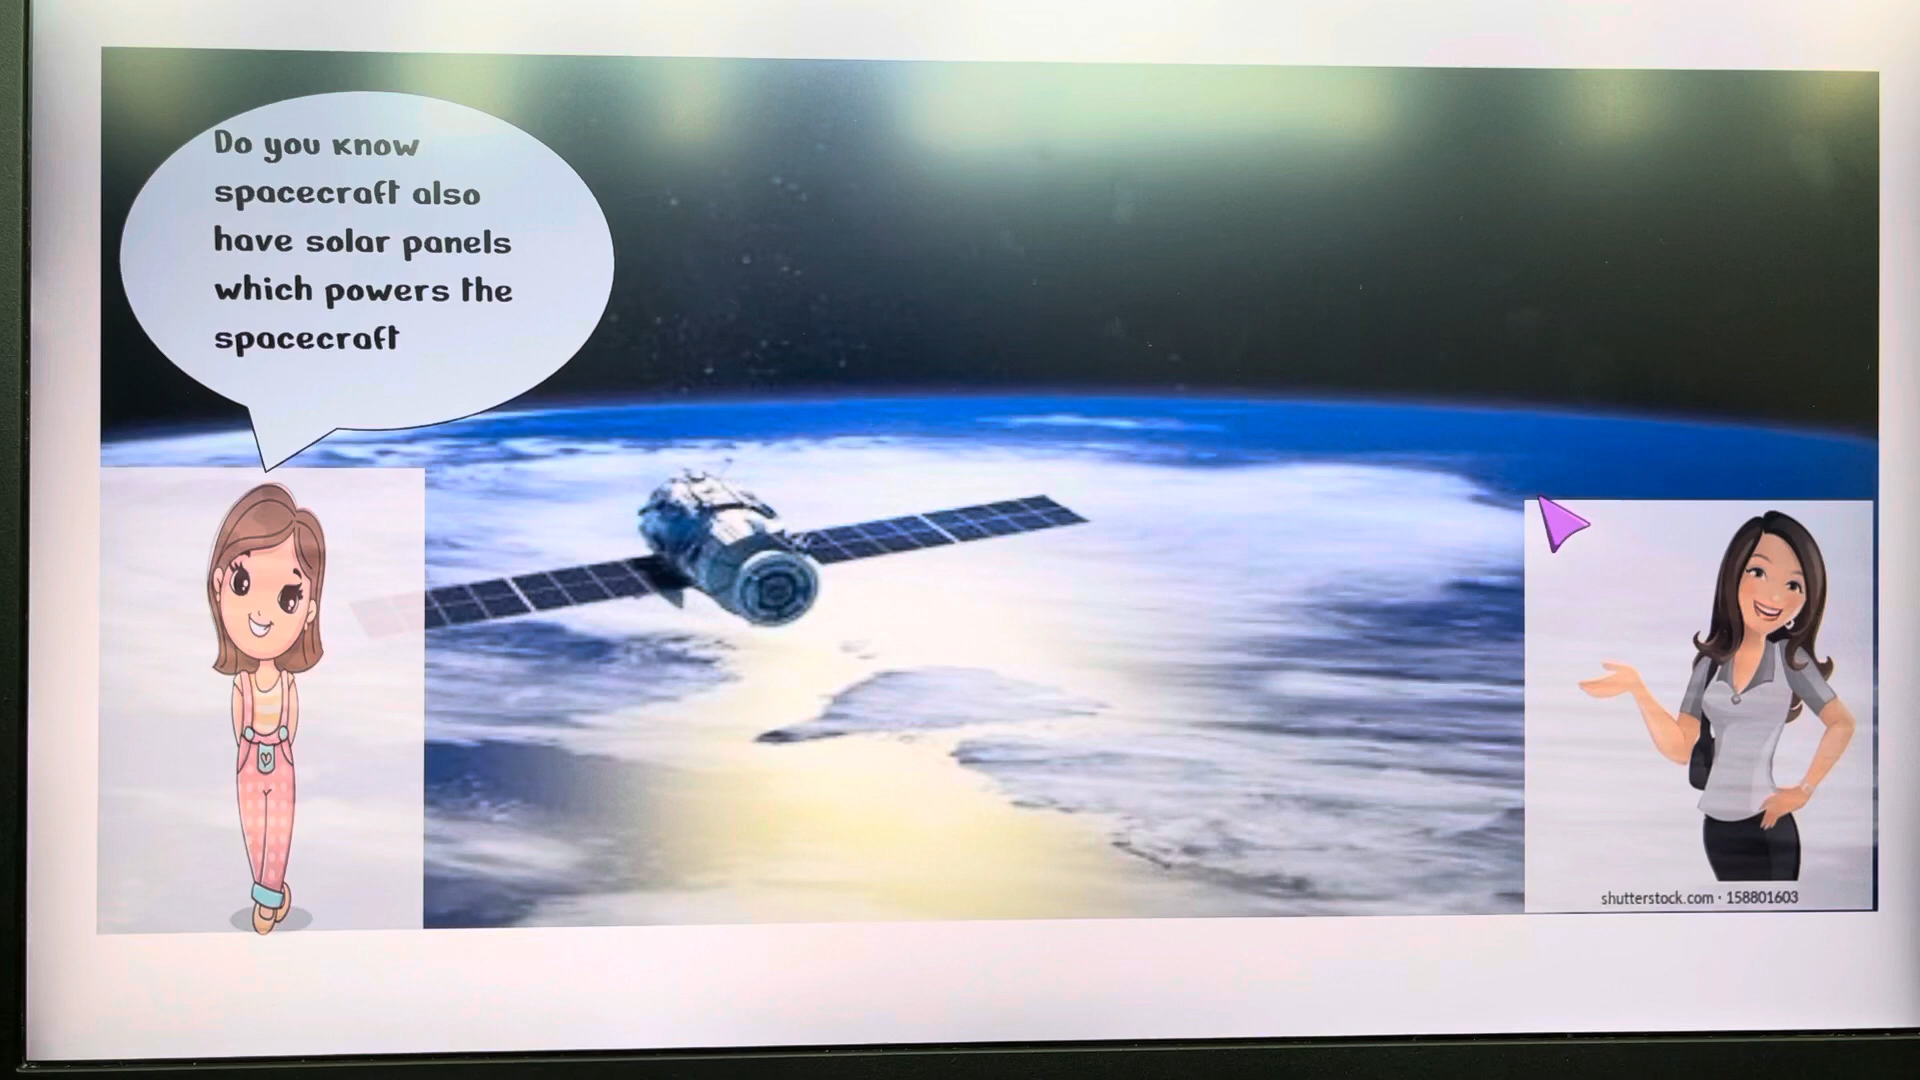 Do you know
spacecraft also
have solar panels
which powers the
spacecraft
shutterstock.com · 158801603